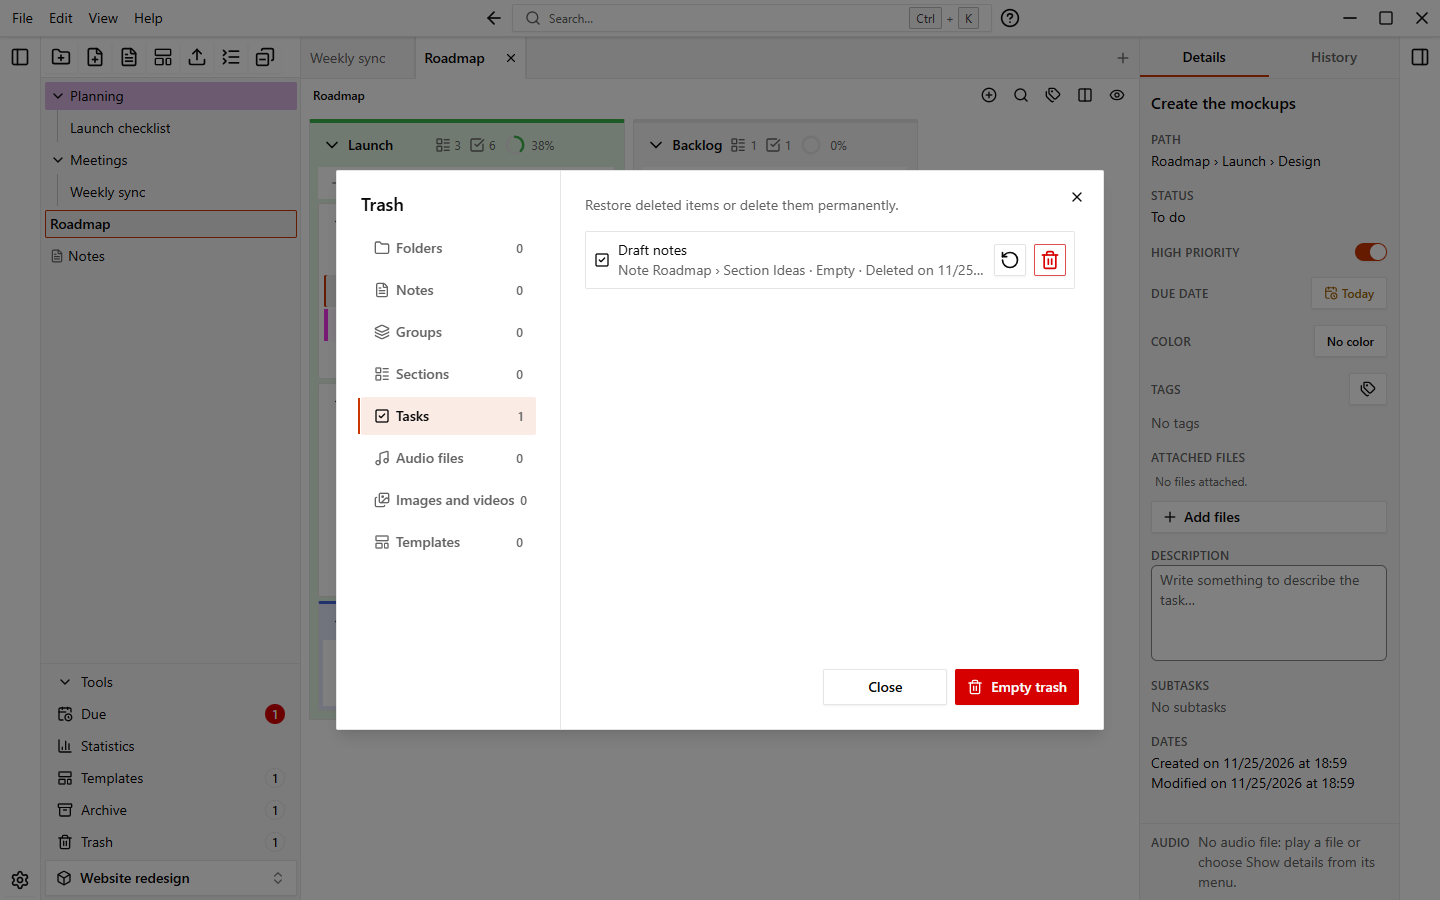 File Edit View Help
Search...
Ctrl + K
Weekly sync
Roadmap
Details
History
Planning
Launch checklist
Meetings
Weekly sync
Roadmap
Notes
Roadmap
Launch 3 6 38%
Backlog 1 1 0%
Trash
Folders 0
Notes 0
Groups 0
Sections 0
Tasks 1
Audio files 0
Images and videos 0
Templates 0
Restore deleted items or delete them permanently.
Draft notes
Note Roadmap › Section Ideas · Empty · Deleted on 11/25...
Close
Empty trash
Create the mockups
PATH
Roadmap › Launch › Design
STATUS
To do
HIGH PRIORITY
DUE DATE
Today
COLOR
No color
TAGS
No tags
ATTACHED FILES
No files attached.
Add files
DESCRIPTION
Write something to describe the
task...
SUBTASKS
No subtasks
DATES
Created on 11/25/2026 at 18:59
Modified on 11/25/2026 at 18:59
AUDIO No audio file: play a file or
choose Show details from its
menu.
Tools
Due 1
Statistics
Templates 1
Archive 1
Trash 1
Website redesign